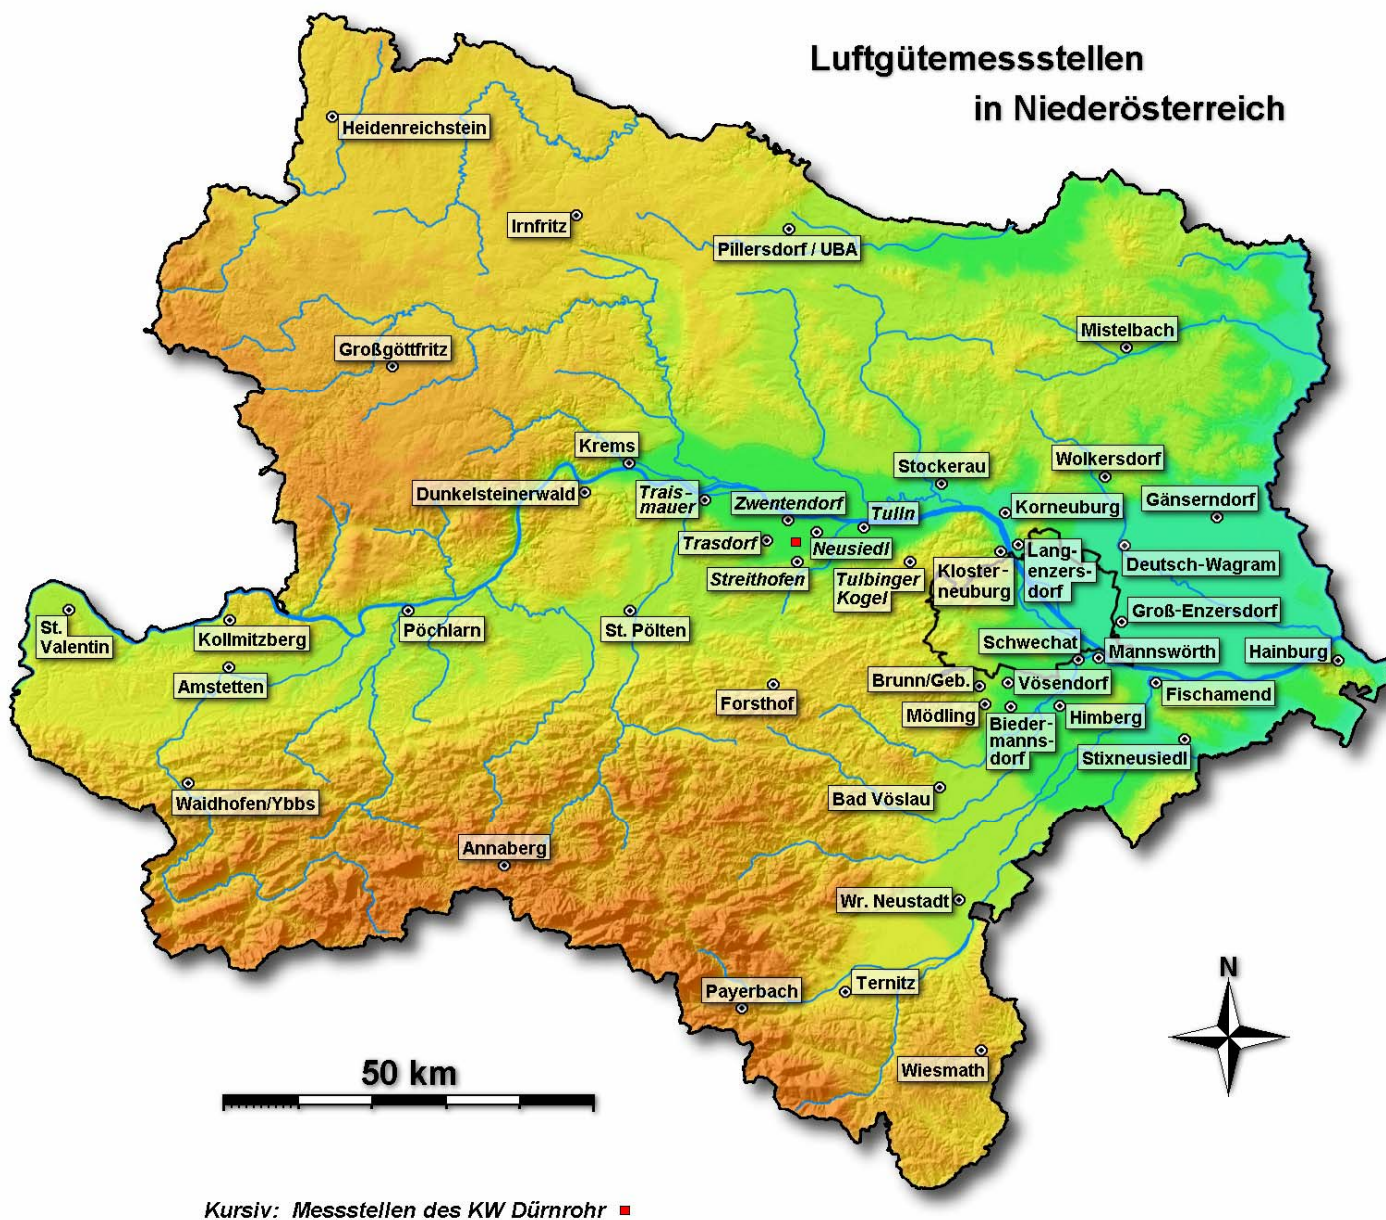 Luftgütemessstellen
in Niederösterreich
Heidenreichstein
Irnfritz
Pillersdorf / UBA
Mistelbach
Großgöttfritz
Krems
Stockerau
Wolkersdorf
Dunkelsteinerwald
Trais-
mauer
Zwentendorf
Tulln
Korneuburg
Gänserndorf
Trasdorf
Neusiedl
Streithofen
Tulbinger
Kogel
Kloster-
neuburg
Lang-
enzers-
dorf
Deutsch-Wagram
St.
Valentin
Kollmitzberg
Pöchlarn
St. Pölten
Groß-Enzersdorf
Schwechat
Mannswörth
Hainburg
Amstetten
Forsthof
Brunn/Geb.
Vösendorf
Fischamend
Mödling
Bieder-
manns-
dorf
Himberg
Stixneusiedl
Waidhofen/Ybbs
Bad Vöslau
Annaberg
Wr. Neustadt
Payerbach
Ternitz
N
Wiesmath
50 km
Kursiv: Messstellen des KW Dürnrohr